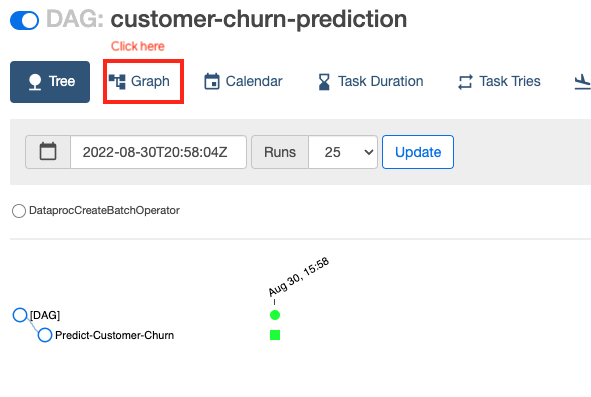 DAG: customer-churn-prediction
Click here
Tree Graph Calendar Task Duration Task Tries
2022-08-30T20:58:04Z Runs 25 Update
DataprocCreateBatchOperator
Aug 30, 15:58
[DAG]
Predict-Customer-Churn